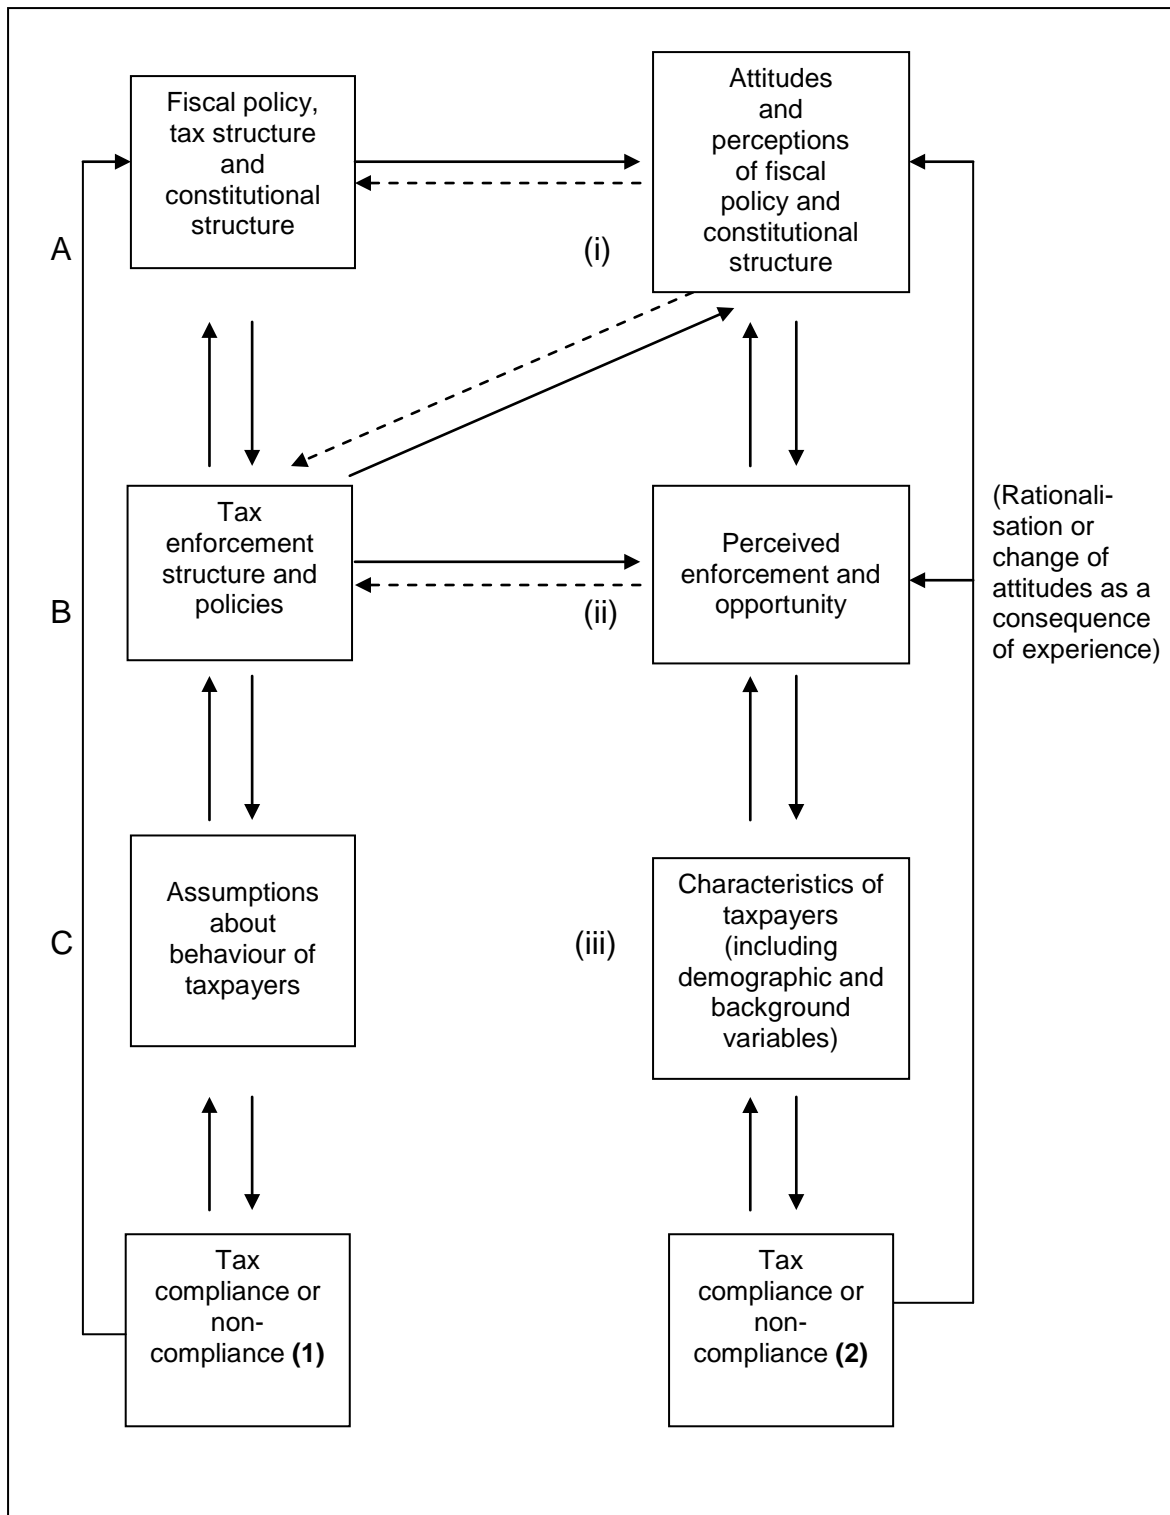 Fiscal policy,
tax structure
and
constitutional
structure
Attitudes
and
perceptions
of fiscal
policy and
constitutional
structure
A
(i)
Tax
enforcement
structure and
policies
Perceived
enforcement and
opportunity
(Rationali-
sation or
change of
attitudes as a
consequence
of experience)
B
(ii)
Assumptions
about
behaviour of
taxpayers
Characteristics of
taxpayers
(including
demographic and
background
variables)
C
(iii)
Tax
compliance or
non-
compliance (1)
Tax
compliance or
non-
compliance (2)